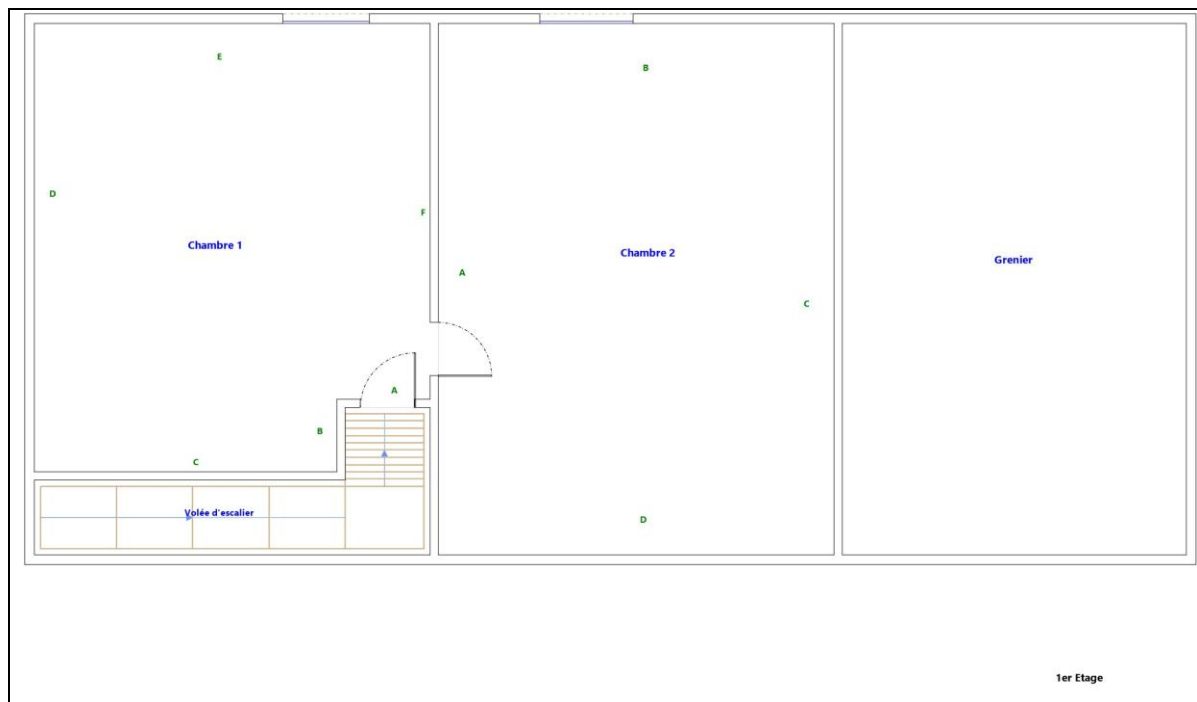 E
B
D
F
Chambre 1
Chambre 2
Grenier
A
C
A
B
C
Volée d'escalier
D
1er Etage